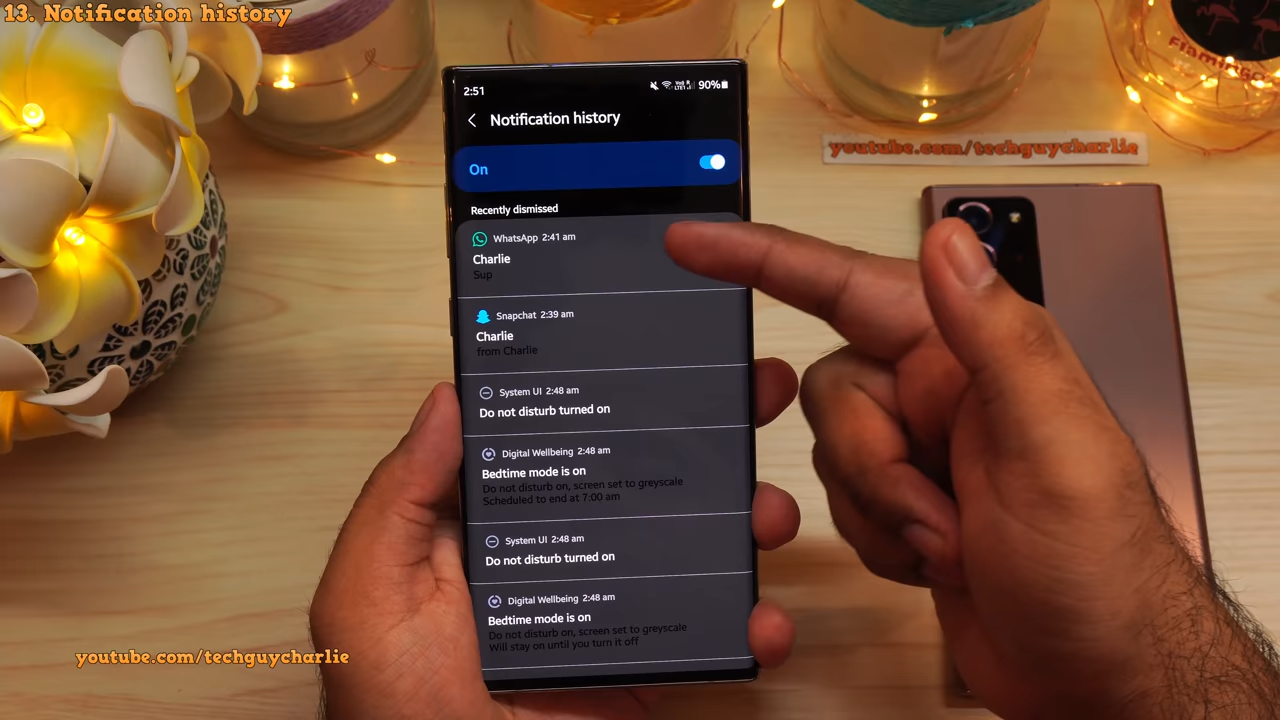 13. Notification history
2:51
90%
Notification history
On
Recently dismissed
WhatsApp 2:41 am
Charlie
Sup
Snapchat 2:39 am
Charlie
from Charlie
System UI 2:48 am
Do not disturb turned on
Digital Wellbeing 2:48 am
Bedtime mode is on
Do not disturb on, screen set to greyscale
Scheduled to end at 7:00 am
System UI 2:48 am
Do not disturb turned on
Digital Wellbeing 2:48 am
Bedtime mode is on
Do not disturb on, screen set to greyscale
Will stay on until you turn it off
youtube.com/techguycharlie
youtube.com/techguycharlie